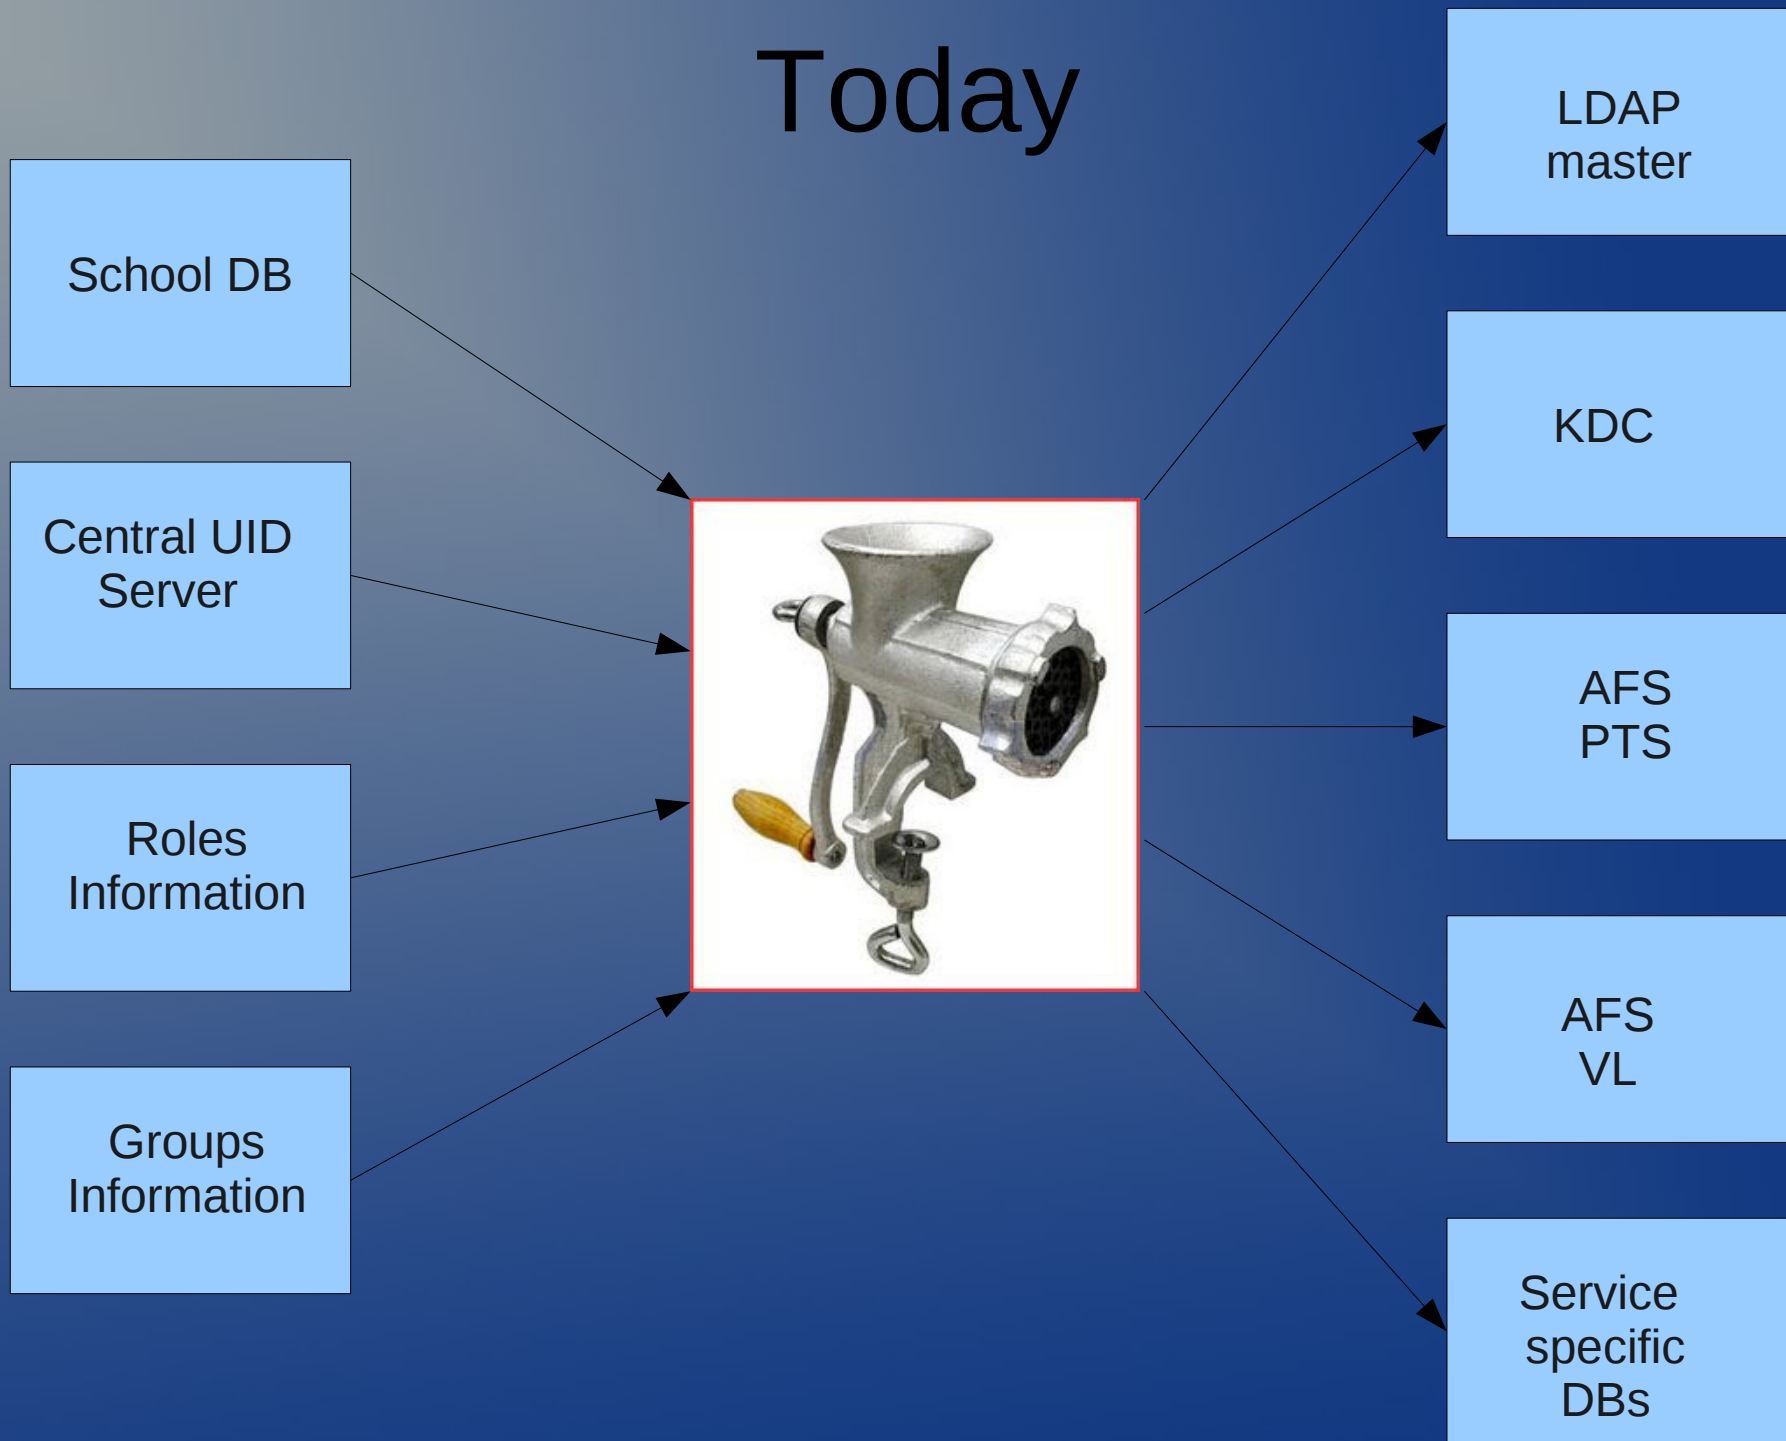 Today
School DB
Central UID
Server
Roles
Information
Groups
Information
LDAP
master
KDC
AFS
PTS
AFS
VL
Service
specific
DBs